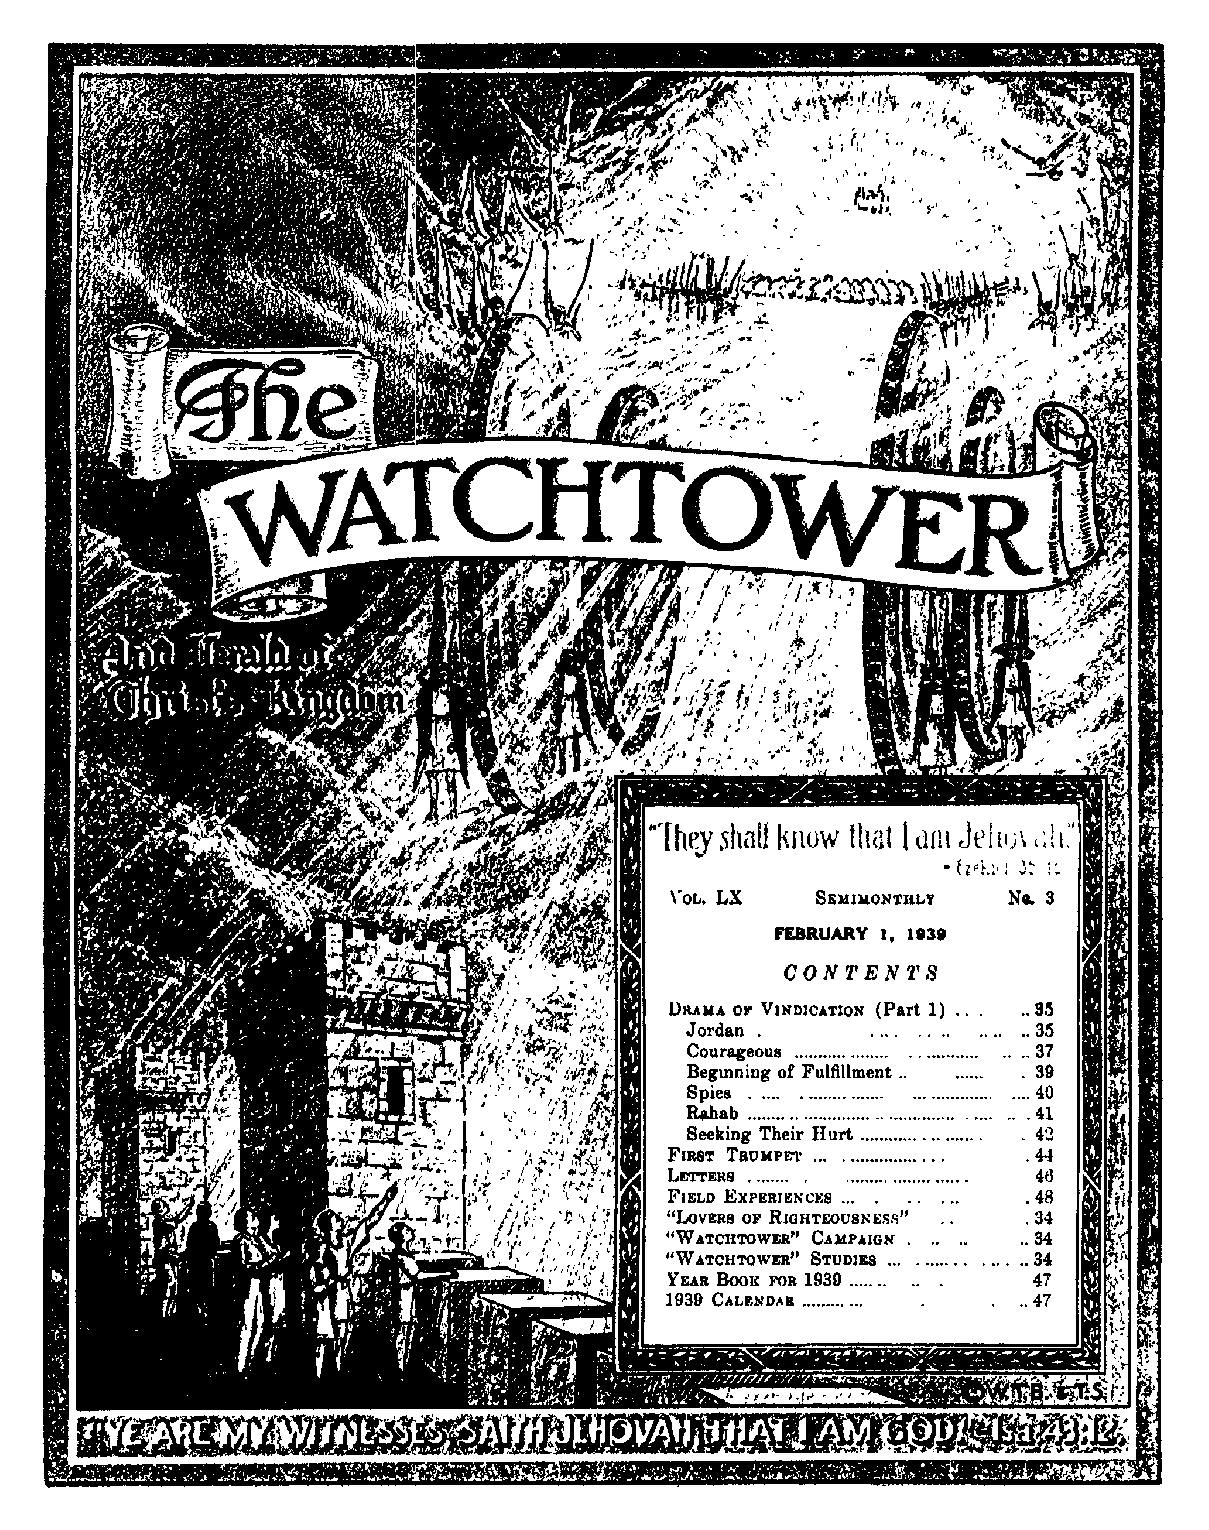 The
WATCHTOWER
And Herald of
Christ's Kingdom
"They shall know that I am Jehovah."
VOL. LX SEMIMONTHLY No. 3
FEBRUARY 1, 1939
CONTENTS
DRAMA OF VINDICATION (Part 1) ... .. 35
Jordan . .... .. .. .... .. 35
Courageous .................... .............. .. .. 37
Beginning of Fulfillment .. ...... . 39
Spies . .... ................. ................. .... 40
Rahab ........ .. ..................... .. ............ .... .. . 41
Seeking Their Hurt ............ .. ........ . 42
FIRST TRUMPET ... ................. . . . . 44
LETTERS ........ . ....................... 46
FIELD EXPERIENCES ... . .. .. ... . 48
"LOVERS OF RIGHTEOUSNESS" .. . 34
"WATCHTOWER" CAMPAIGN . .. .. .. 34
"WATCHTOWER" STUDIES ... ........ . .... .. 34
YEAR BOOK FOR 1939 ...... .. .. . 47
1939 CALENDAR ......... ... . . .. 47
© W.T.B.&T.S.
"YE ARE MY WITNESSES, SAITH JEHOVAH, THAT I AM GOD." - Isa. 43:12.